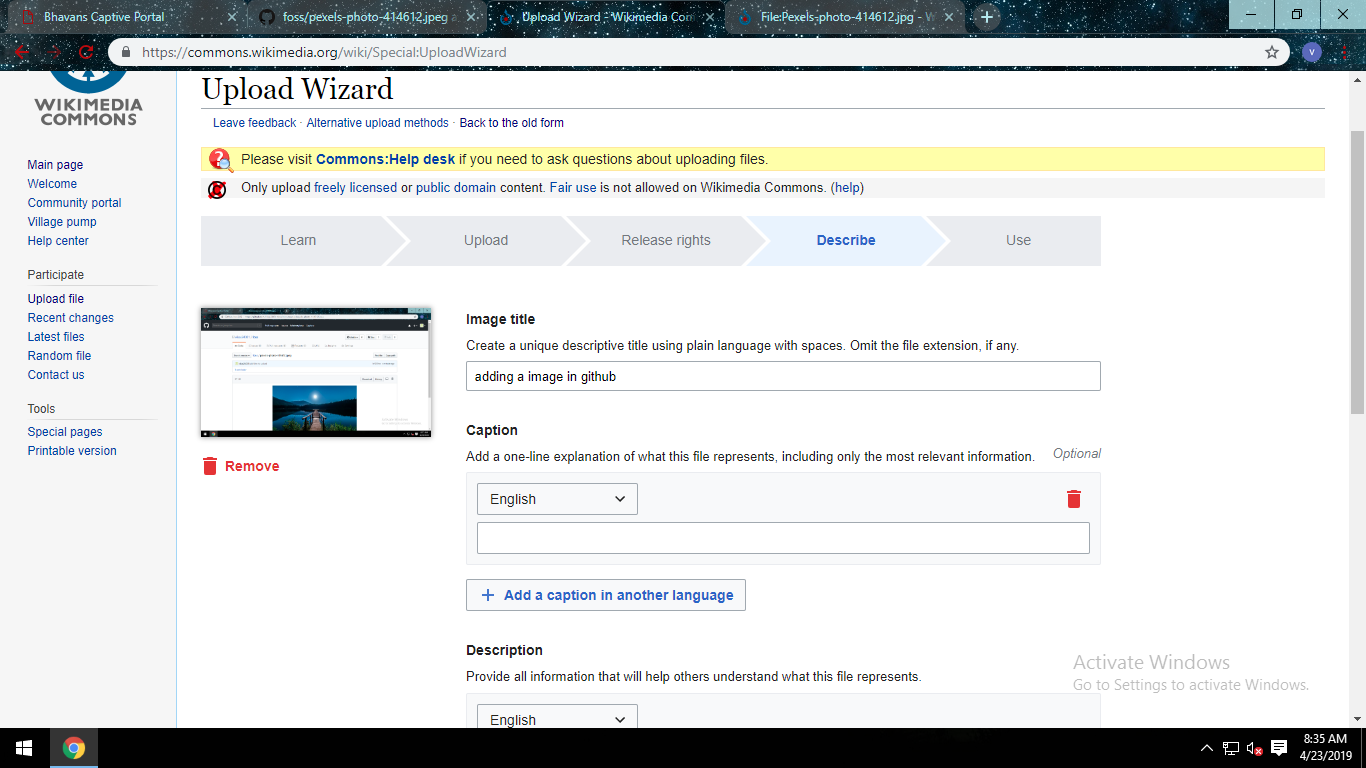 Bhavans Captive Portal
foss/pexels-photo-414612.jpeg a
Upload Wizard - Wikimedia Com
File:Pexels-photo-414612.jpg - W
https://commons.wikimedia.org/wiki/Special:UploadWizard
V
WIKIMEDIA
COMMONS
Main page
Welcome
Community portal
Village pump
Help center
Participate
Upload file
Recent changes
Latest files
Random file
Contact us
Tools
Special pages
Printable version
Upload Wizard
Leave feedback · Alternative upload methods · Back to the old form
Please visit Commons:Help desk if you need to ask questions about uploading files.
Only upload freely licensed or public domain content. Fair use is not allowed on Wikimedia Commons. (help)
Learn
Upload
Release rights
Describe
Use
Remove
Image title
Create a unique descriptive title using plain language with spaces. Omit the file extension, if any.
adding a image in github
Caption
Add a one-line explanation of what this file represents, including only the most relevant information.
Optional
English
Add a caption in another language
Description
Provide all information that will help others understand what this file represents.
English
Activate Windows
Go to Settings to activate Windows.
8:35 AM
4/23/2019